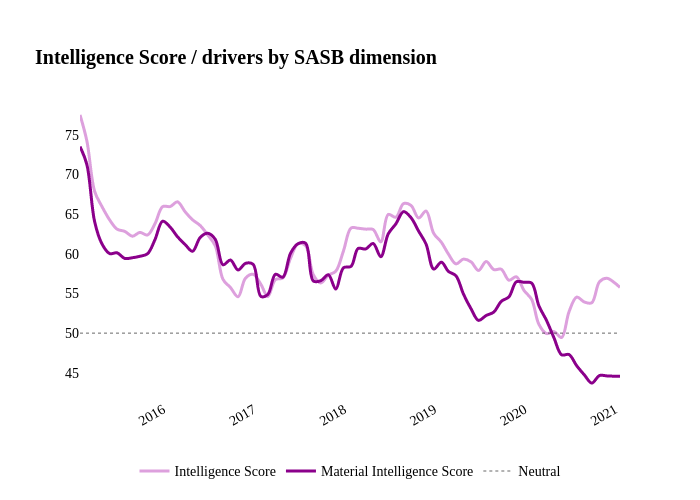 Intelligence Score / drivers by SASB dimension
75
70
65
60
55
50
45
2016 2017 2018 2019 2020 2021
Intelligence Score Material Intelligence Score Neutral